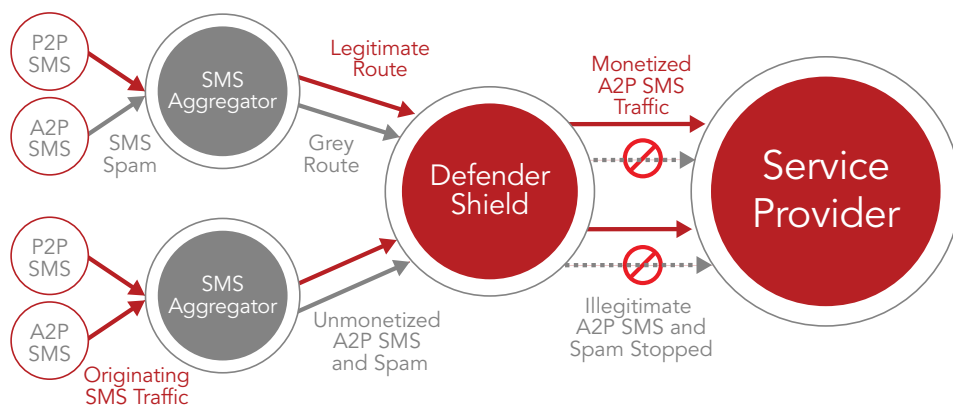 P2P
SMS
A2P
SMS
SMS
Spam
SMS
Aggregator
Legitimate
Route
Grey
Route
P2P
SMS
A2P
SMS
Originating
SMS Traffic
SMS
Aggregator
Unmonetized
A2P SMS
and Spam
Defender
Shield
Monetized
A2P SMS
Traffic
Illegitimate
A2P SMS and
Spam Stopped
Service
Provider